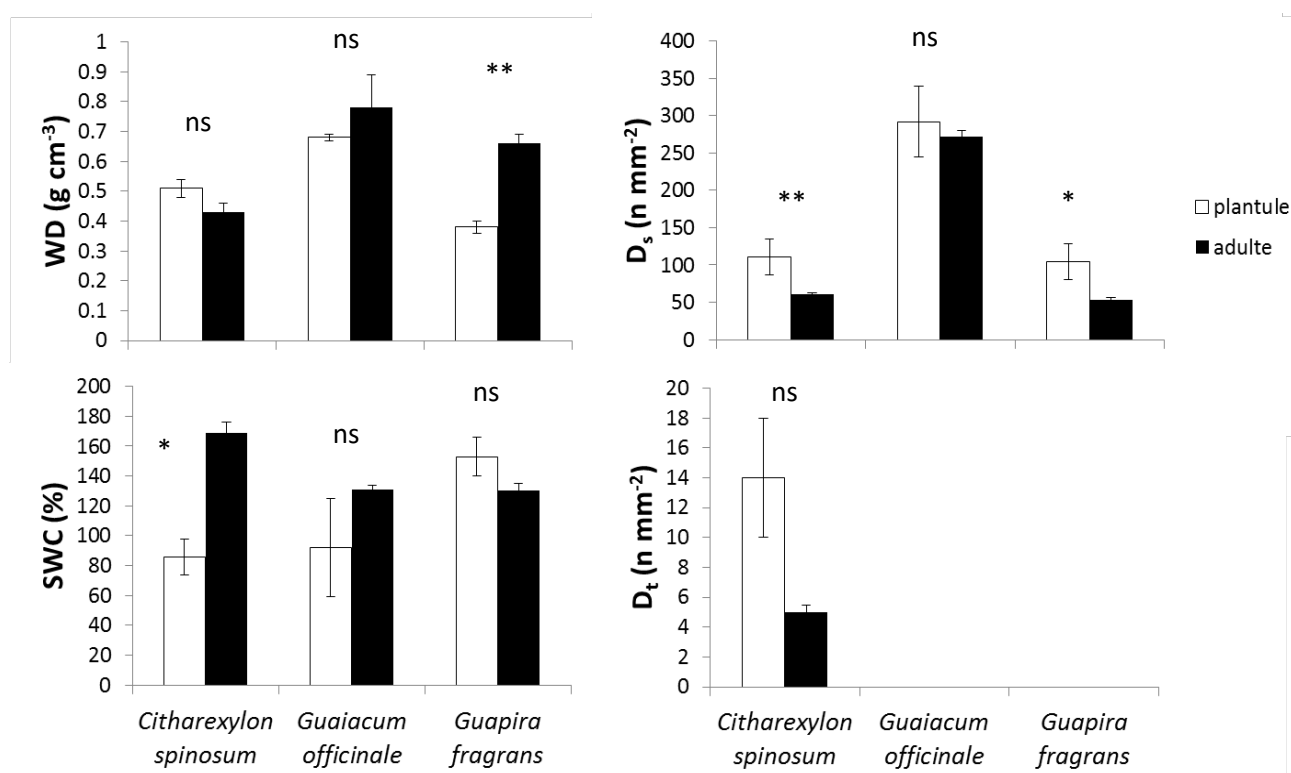 WD (g cm-3)
1
0.9
0.8
0.7
0.6
0.5
0.4
0.3
0.2
0.1
0
ns
ns
**
Ds (n mm-2)
400
350
300
250
200
150
100
50
0
**
ns
*
plantule
adulte
SWC (%)
200
180
160
140
120
100
80
60
40
20
0
*
ns
ns
Citharexylon
spinosum
Guaiacum
officinale
Guapira
fragrans
Dt (n mm-2)
20
18
16
14
12
10
8
6
4
2
0
ns
Citharexylon
spinosum
Guaiacum
officinale
Guapira
fragrans